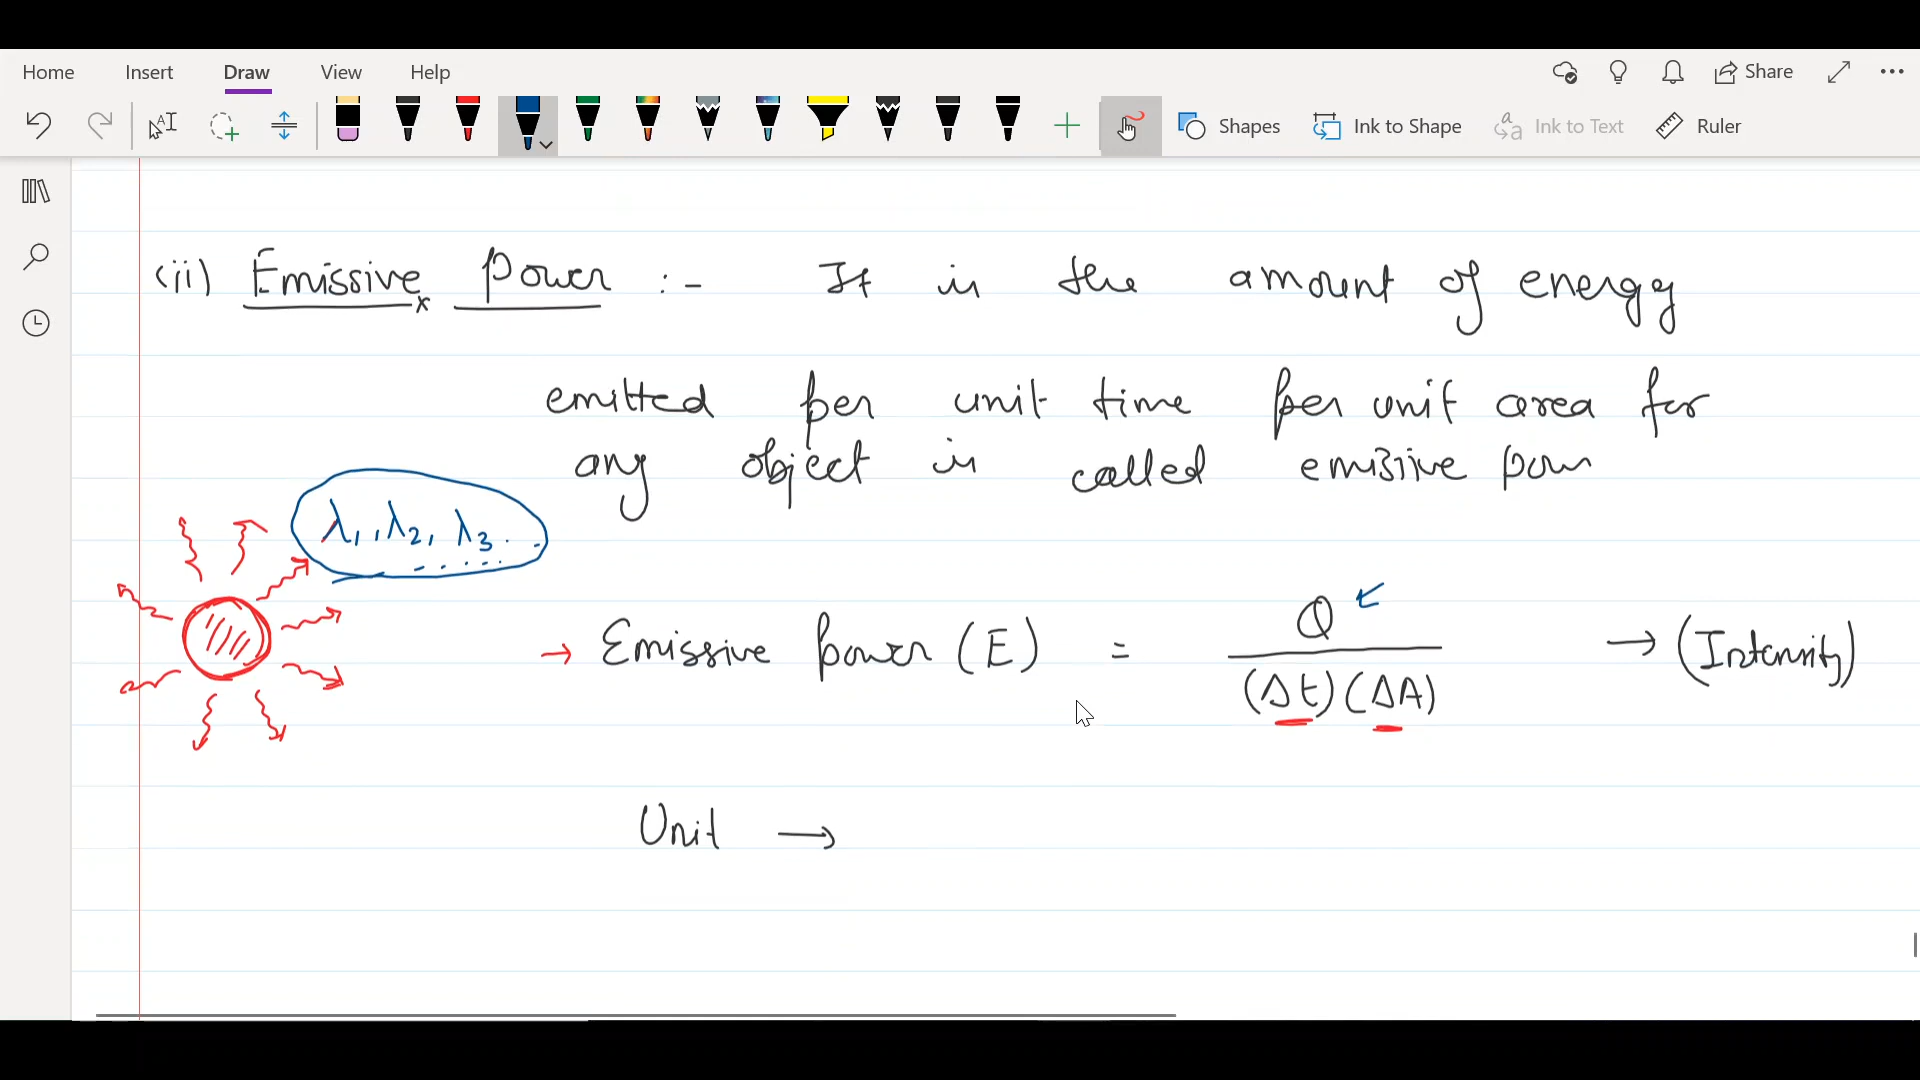 Home Insert Draw View Help Share
Shapes Ink to Shape Ink to Text Ruler
(ii) Emissive Power :- It is the amount of energy
emitted per unit time per unit area for
any object is called emissive pow
λ1, λ2, λ3 . . . . . . .
→ Emissive power (E) = Q / (Δt)(ΔA) → (Intensity)
Unit →